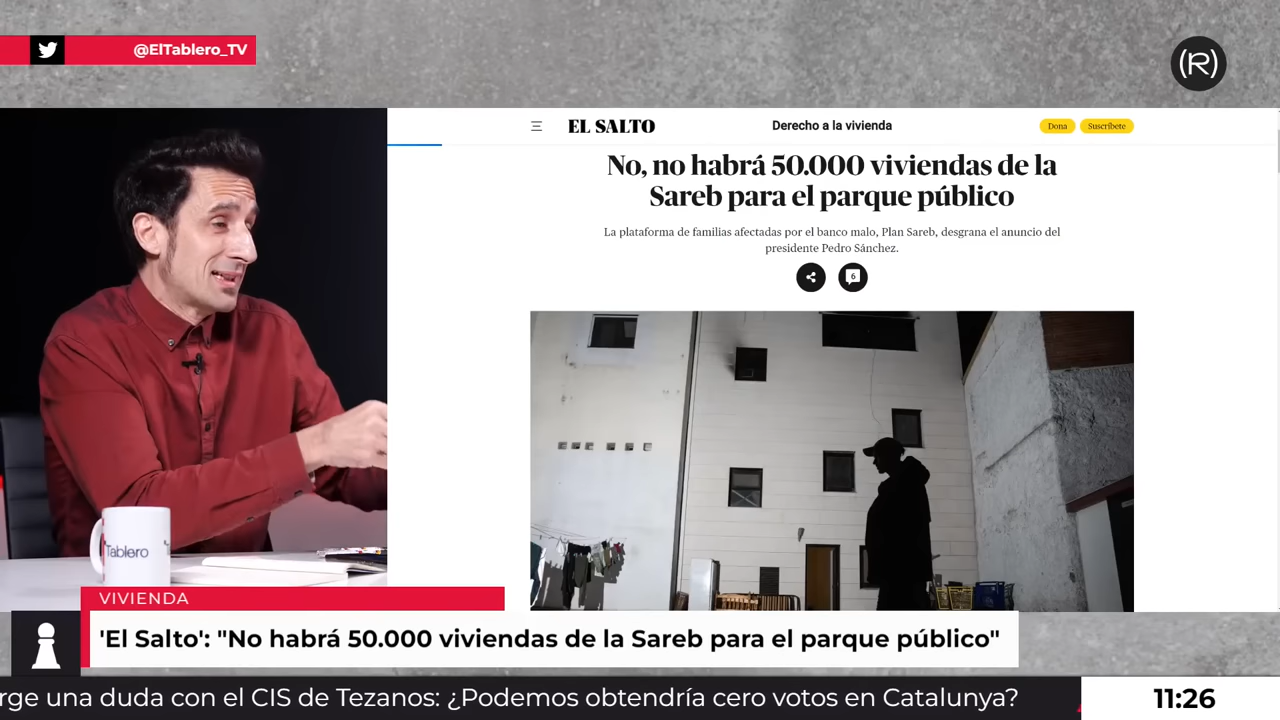 @ElTablero_TV
(R)
EL SALTO
Derecho a la vivienda
Dona
Suscríbete
No, no habrá 50.000 viviendas de la
Sareb para el parque público
La plataforma de familias afectadas por el banco malo, Plan Sareb, desgrana el anuncio del
presidente Pedro Sánchez.
6
Tablero
VIVIENDA
'El Salto': "No habrá 50.000 viviendas de la Sareb para el parque público"
rge una duda con el CIS de Tezanos: ¿Podemos obtendría cero votos en Catalunya?
11:26